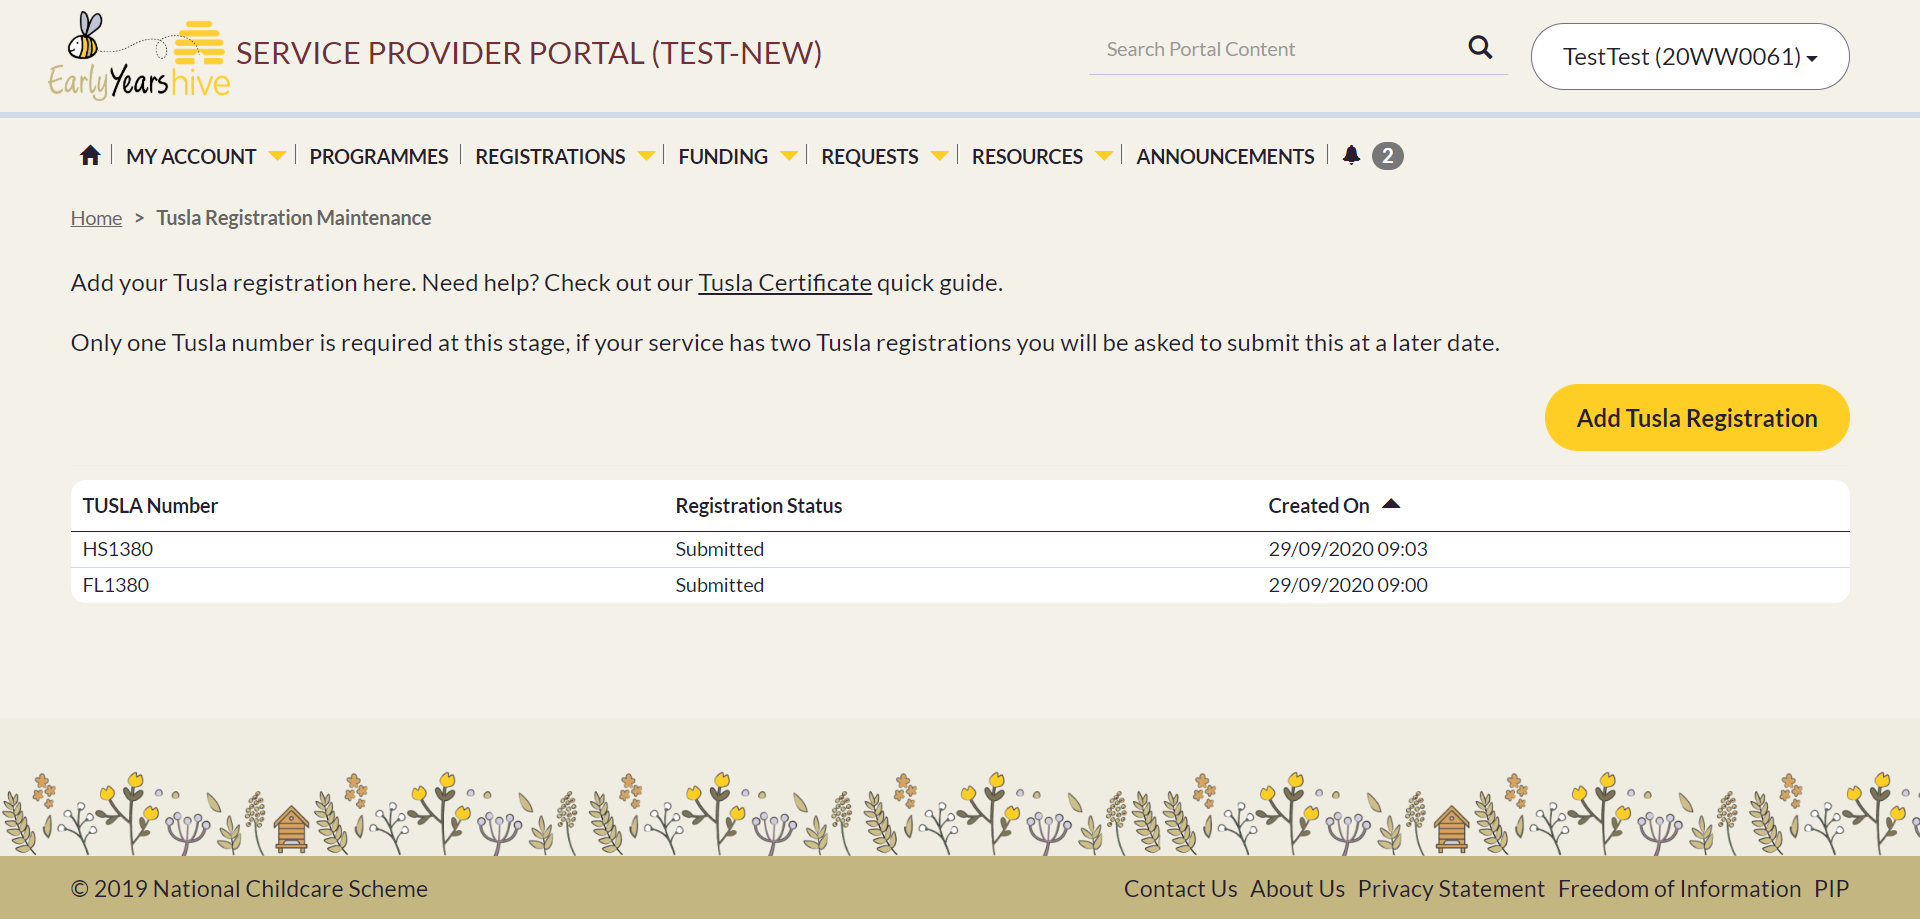 EarlyYearshive
SERVICE PROVIDER PORTAL (TEST-NEW)
Search Portal Content
TestTest (20WW0061)
MY ACCOUNT PROGRAMMES REGISTRATIONS FUNDING REQUESTS RESOURCES ANNOUNCEMENTS 2
Home > Tusla Registration Maintenance
Add your Tusla registration here. Need help? Check out our Tusla Certificate quick guide.
Only one Tusla number is required at this stage, if your service has two Tusla registrations you will be asked to submit this at a later date.
Add Tusla Registration
TUSLA Number Registration Status Created On
HS1380 Submitted 29/09/2020 09:03
FL1380 Submitted 29/09/2020 09:00
© 2019 National Childcare Scheme
Contact Us About Us Privacy Statement Freedom of Information PIP